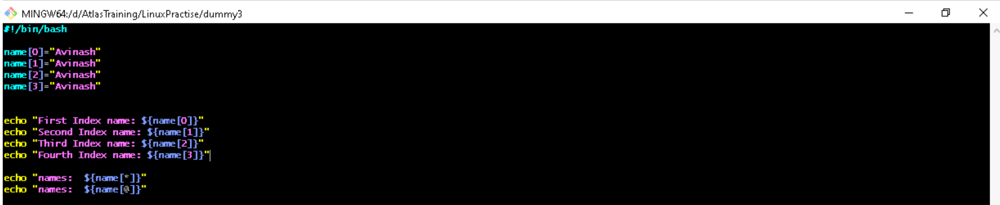 MINGW64:/d/AtlasTraining/LinuxPractise/dummy3
#!/bin/bash
name[0]="Avinash"
name[1]="Avinash"
name[2]="Avinash"
name[3]="Avinash"
echo "First Index name: ${name[0]}"
echo "Second Index name: ${name[1]}"
echo "Third Index name: ${name[2]}"
echo "Fourth Index name: ${name[3]}"
echo "names:  ${name[*]}"
echo "names:  ${name[@]}"